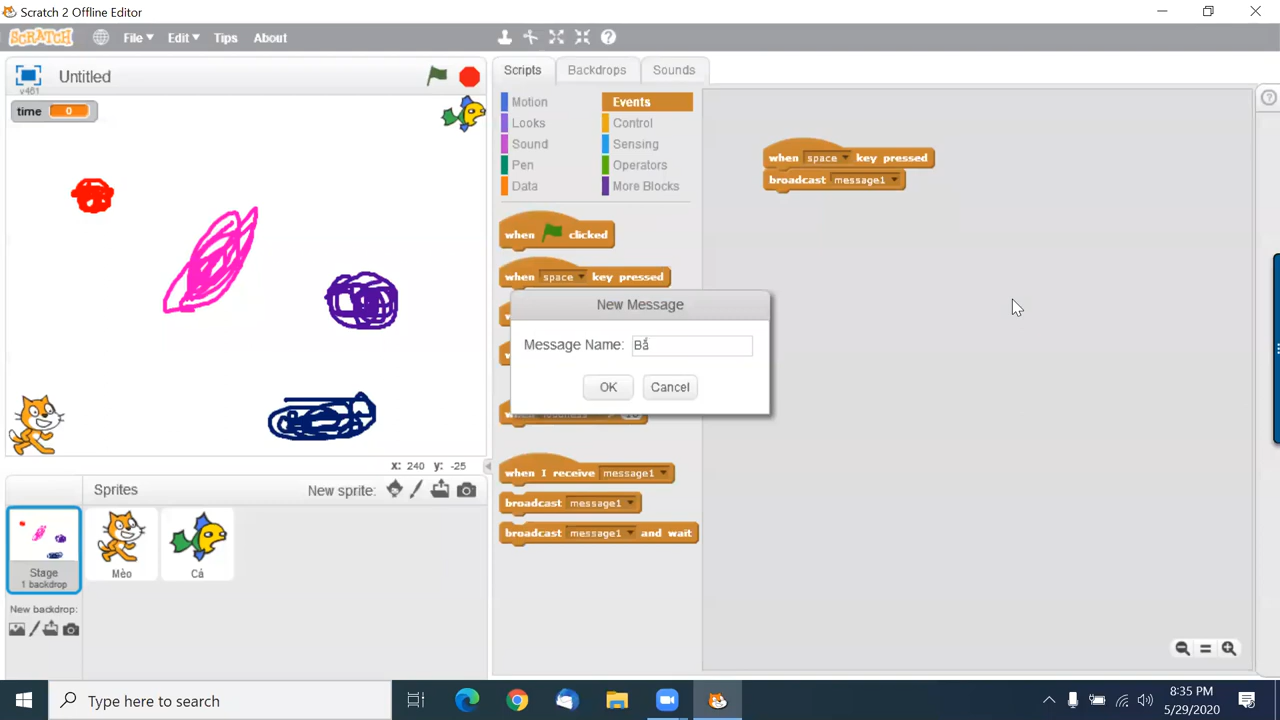 Scratch 2 Offline Editor
SCRATCH File Edit Tips About
v461 Untitled
time 0
Scripts Backdrops Sounds
Motion Events
Looks Control
Sound Sensing
Pen Operators
Data More Blocks
when clicked
when space key pressed
when I receive message1
broadcast message1
broadcast message1 and wait
when space key pressed
broadcast message1
New Message
Message Name: Bắ
OK Cancel
x: 240 y: -25
Sprites New sprite:
Stage
1 backdrop
Mèo
Cá
New backdrop:
Type here to search
8:35 PM
5/29/2020